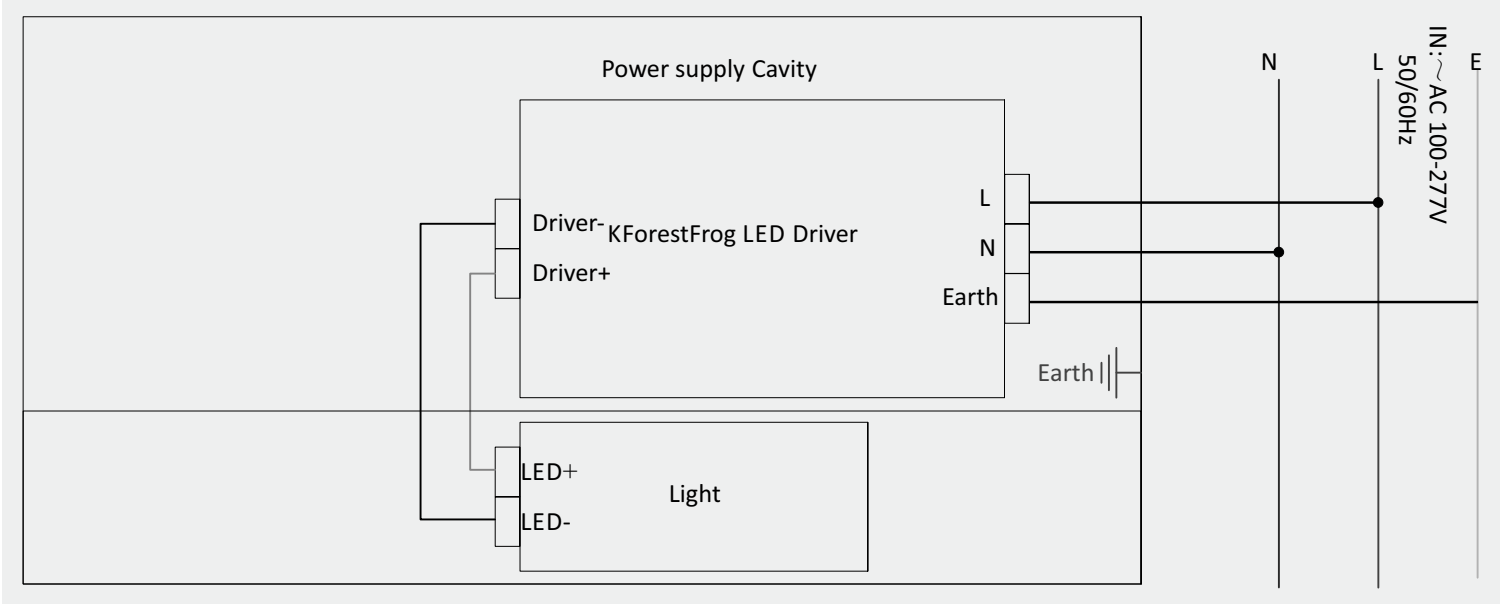 Power supply Cavity
N
L
E
IN:～AC 100-277V
50/60Hz
L
Driver-
KForestFrog LED Driver
N
Driver+
Earth
Earth
LED+
Light
LED-